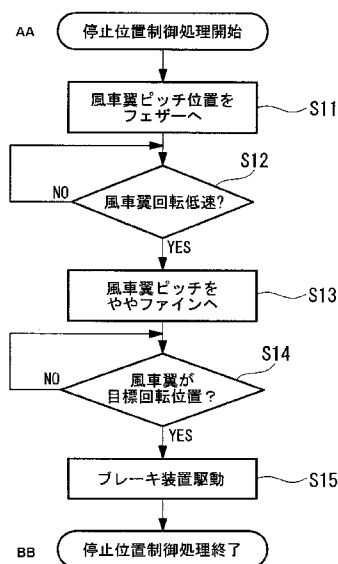 AA 停止位置制御処理開始
風車翼ピッチ位置を
フェザーへ
S11
S12
風車翼回転低速?
NO
YES
風車翼ピッチを
ややファインへ
S13
S14
風車翼が
目標回転位置?
NO
YES
ブレーキ装置駆動
S15
BB 停止位置制御処理終了